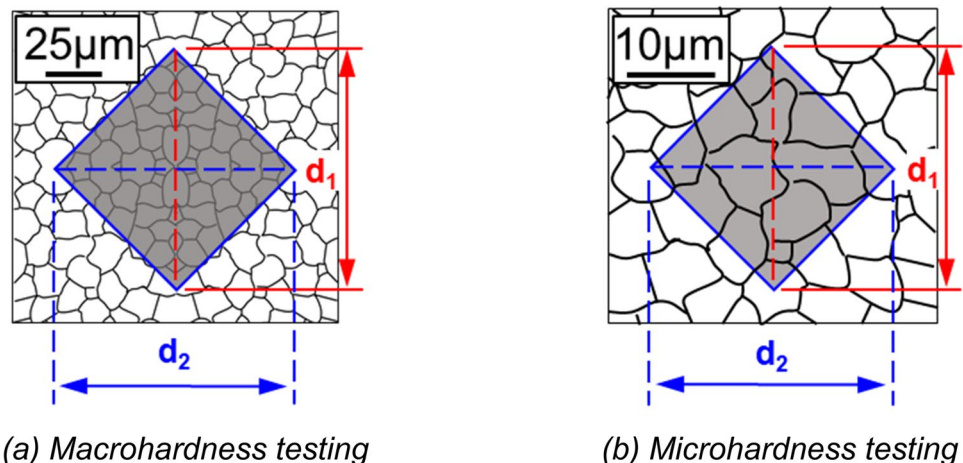 25μm
d₁
d₂
(a) Macrohardness testing
10μm
d₁
d₂
(b) Microhardness testing